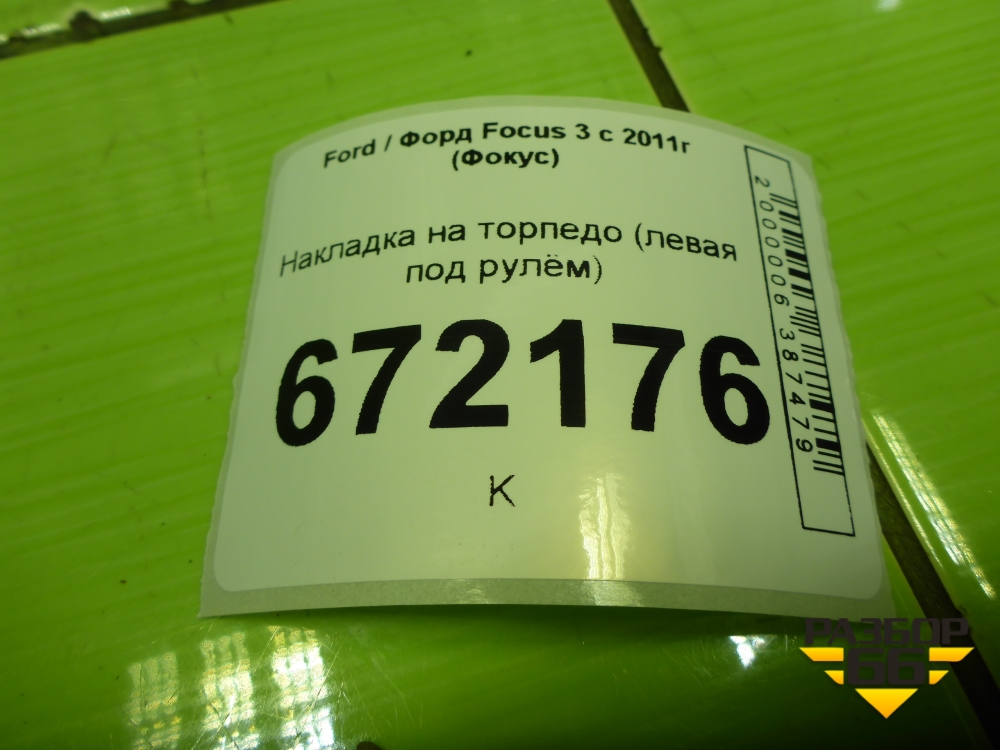 Ford / Форд Focus 3 с 2011г
(Фокус)
Накладка на торпедо (левая
под рулём)
672176
К
2000006387479
РАЗБОР
66